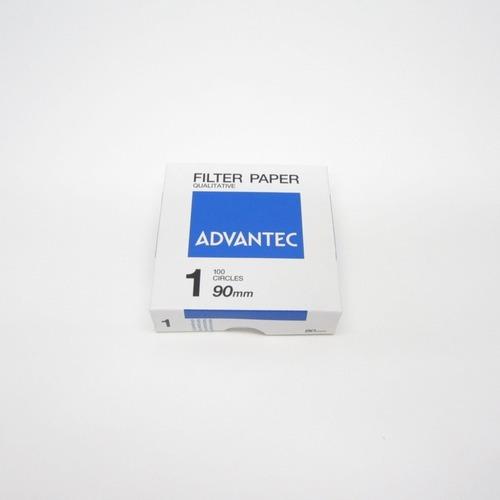 FILTER PAPER
QUALITATIVE
ADVANTEC
1
100
CIRCLES
90mm
1